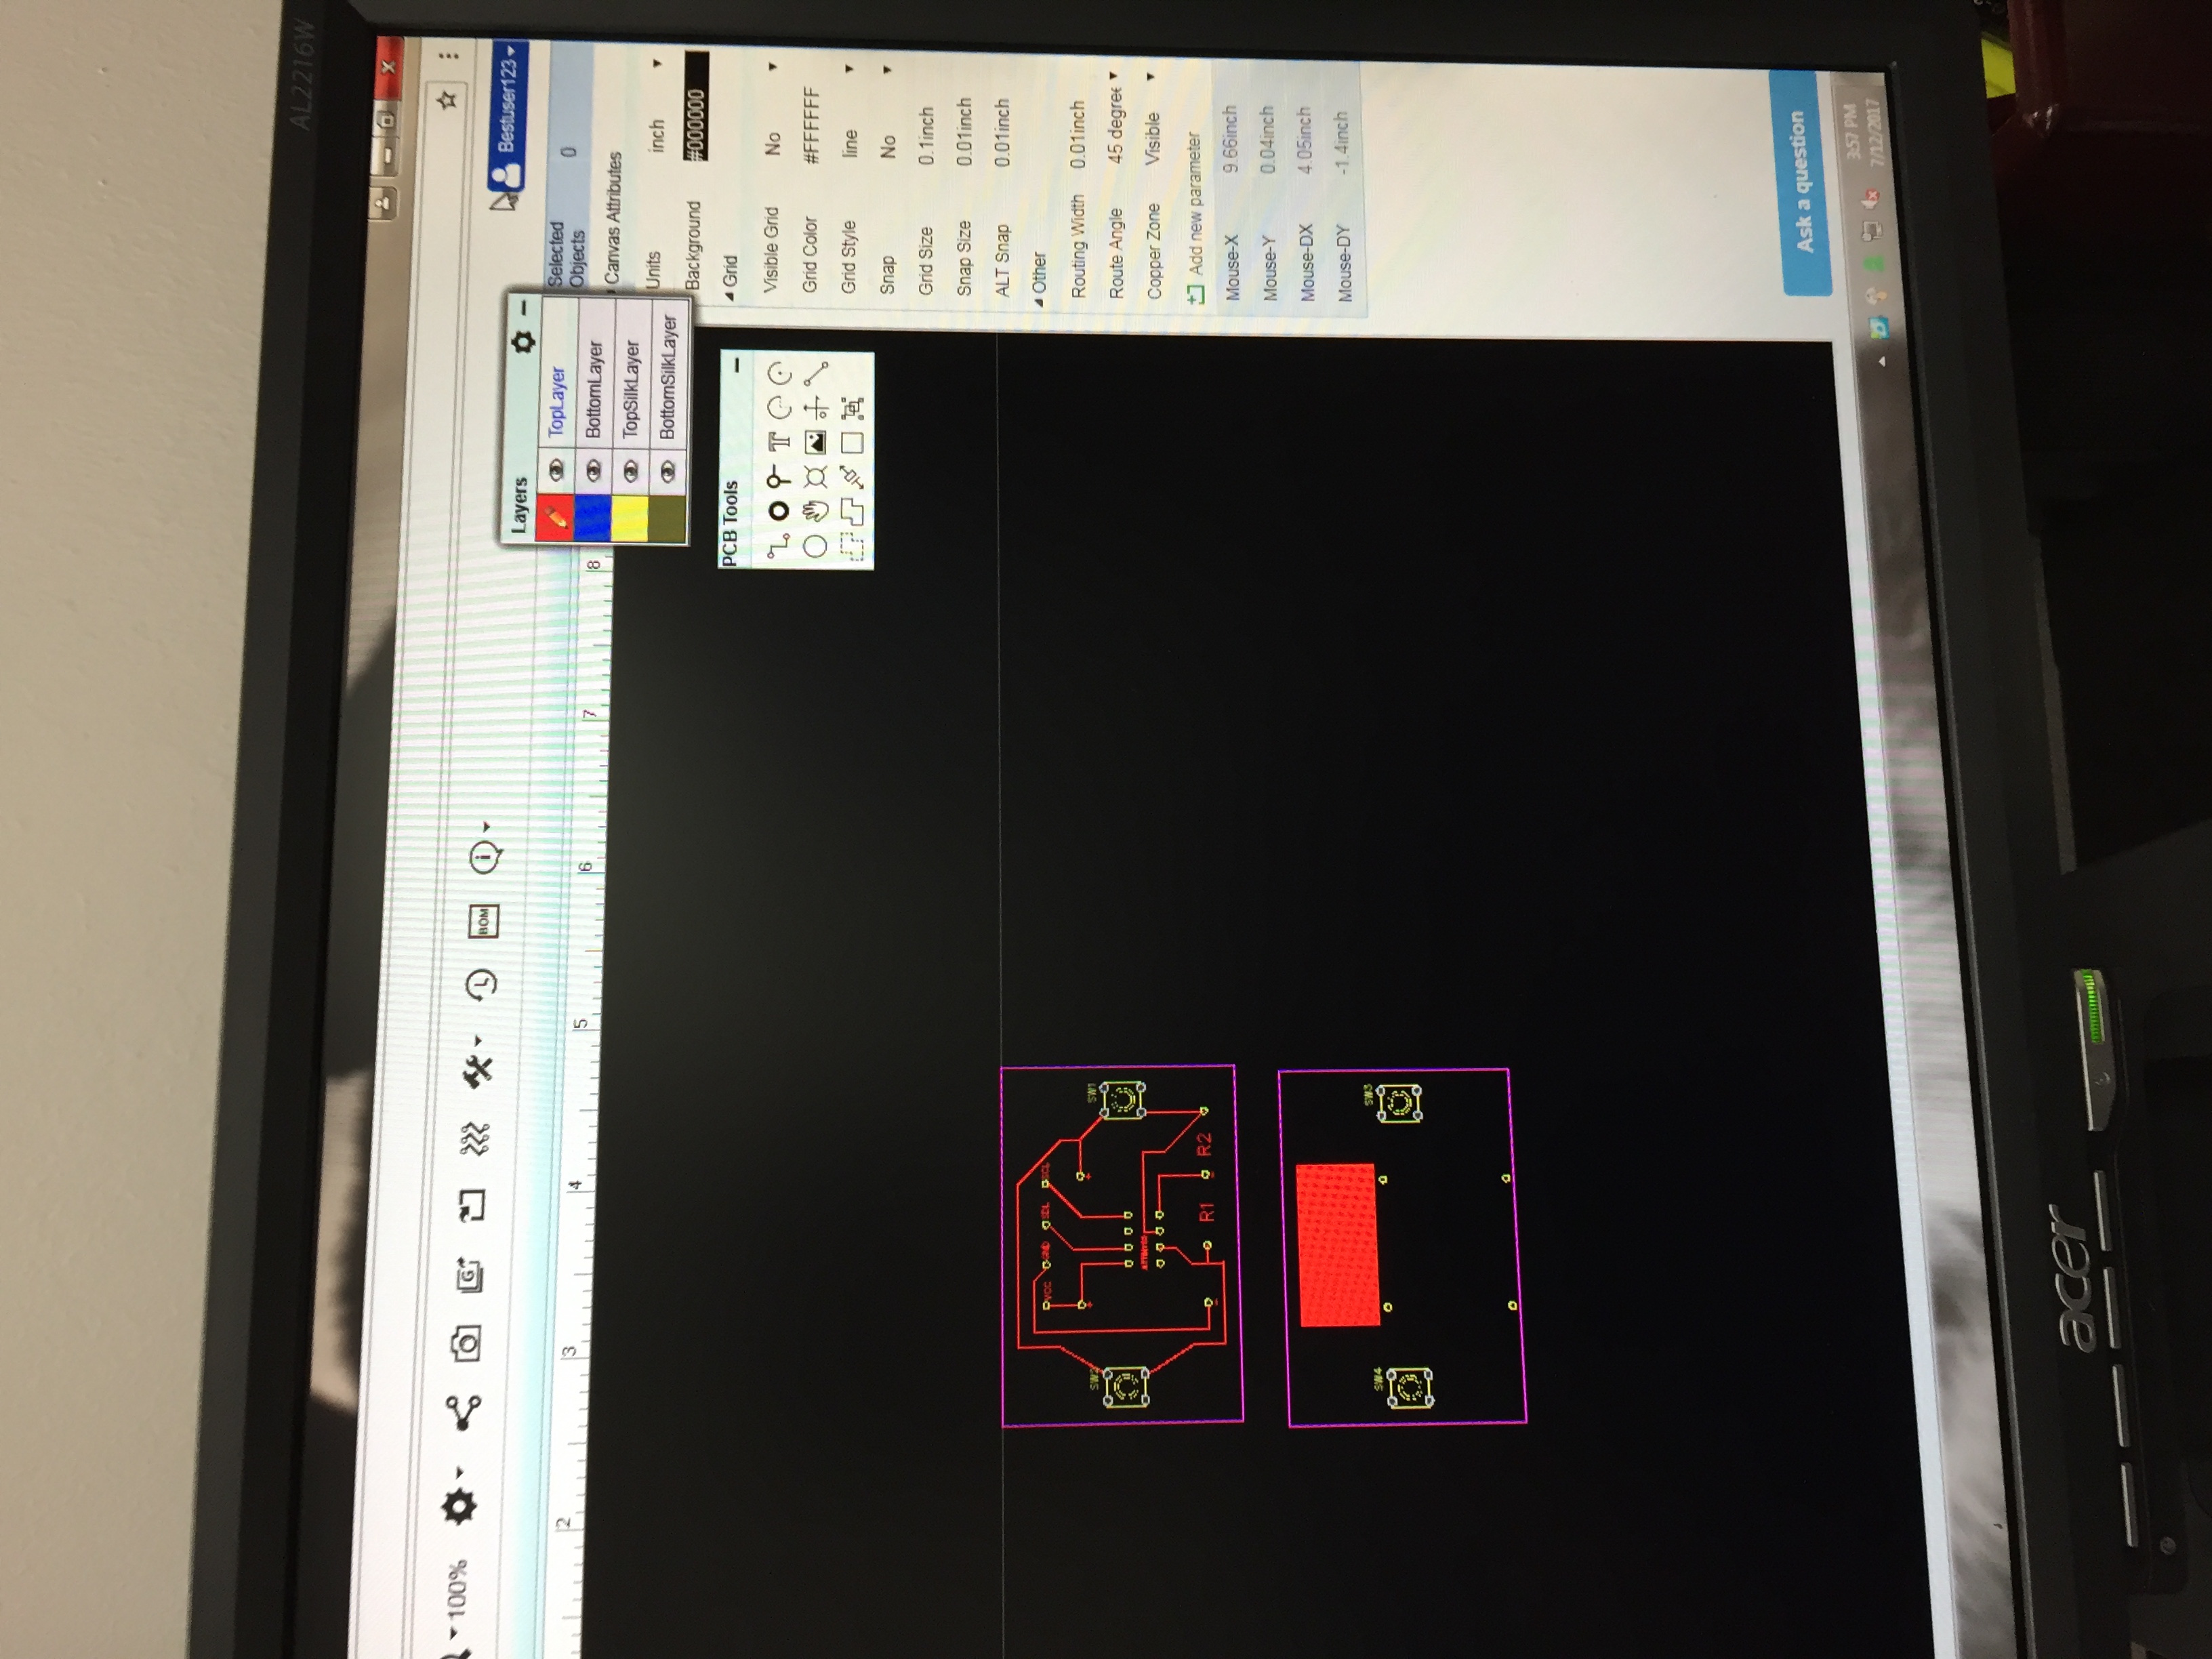 AL2216W
100%
BOM
Bestuser123
2 3 4 5 6 7 8
Layers
TopLayer
BottomLayer
TopSilkLayer
BottomSilkLayer
PCB Tools
Selected Objects 0
Canvas Attributes
Units inch
Background #000000
Grid
Visible Grid No
Grid Color #FFFFFF
Grid Style line
Snap No
Grid Size 0.1inch
Snap Size 0.01inch
ALT Snap 0.01inch
Other
Routing Width 0.01inch
Route Angle 45 degree
Copper Zone Visible
Add new parameter
Mouse-X 9.66inch
Mouse-Y 0.04inch
Mouse-DX 4.05inch
Mouse-DY -1.4inch
VCC GND SDL SCL
SW2 SW1
R1 R2
SW4 SW3
Ask a question
3:57 PM
7/12/2017
acer